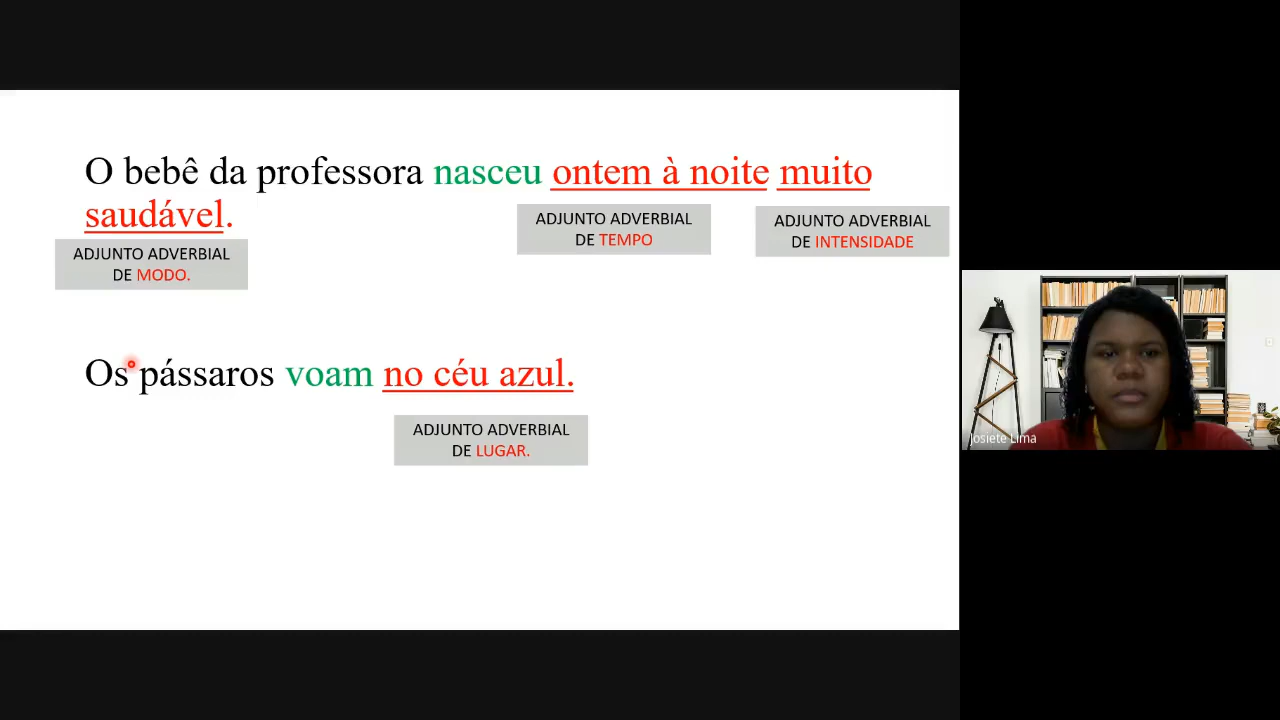 O bebê da professora nasceu ontem à noite muito
saudável.
ADJUNTO ADVERBIAL
DE TEMPO
ADJUNTO ADVERBIAL
DE INTENSIDADE
ADJUNTO ADVERBIAL
DE MODO.
Os pássaros voam no céu azul.
ADJUNTO ADVERBIAL
DE LUGAR.
Josiete Lima